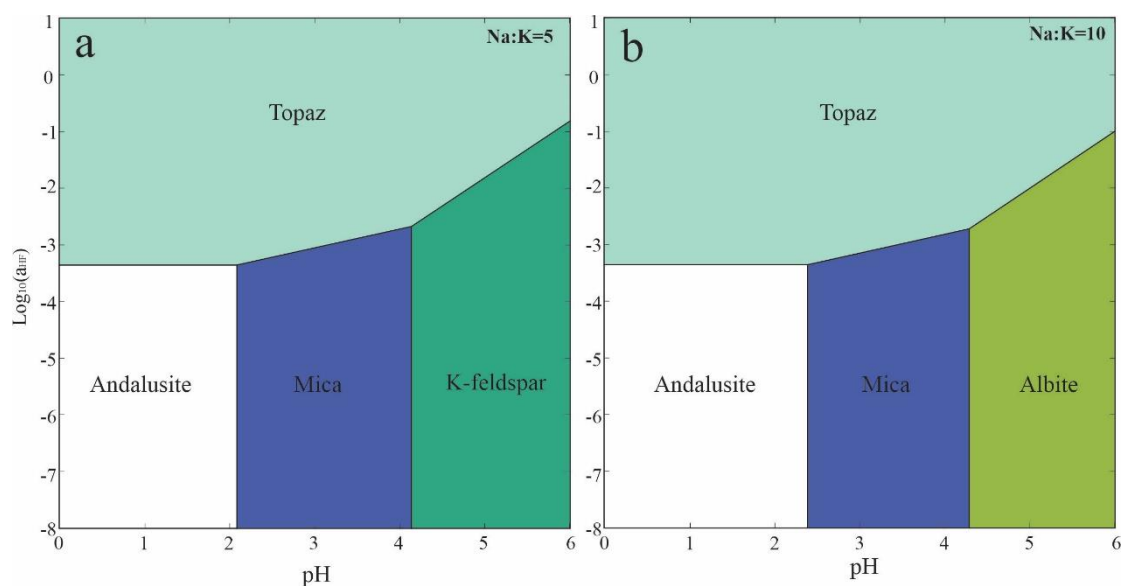 a
Na:K=5
b
Na:K=10
1
0
-1
-2
-3
-4
-5
-6
-7
-8
Log₁₀(aHF)
Topaz
Andalusite
Mica
K-feldspar
0 1 2 3 4 5 6
pH
1
0
-1
-2
-3
-4
-5
-6
-7
-8
Topaz
Andalusite
Mica
Albite
0 1 2 3 4 5 6
pH